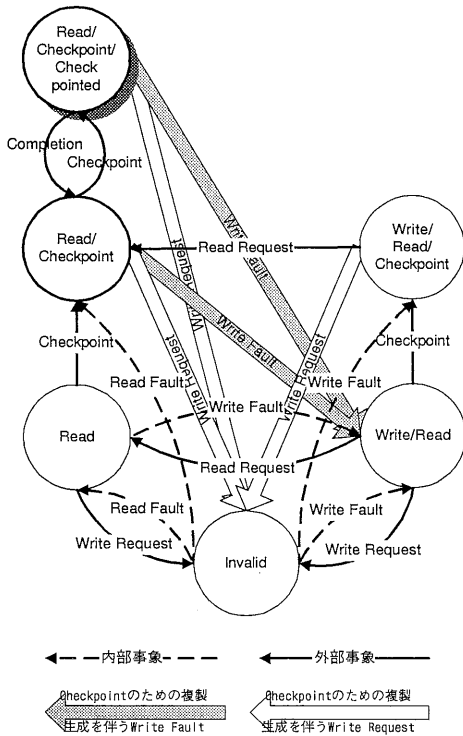 Read/
Checkpoint/
Check
pointed
Completion
Checkpoint
Read/
Checkpoint
Write/
Read/
Checkpoint
Read Request
Write Fault
Write Request
Write Request
Write Fault
Write Request
Checkpoint
Read Fault
Write Fault
Checkpoint
Read
Write Fault
Write/Read
Read Request
Read Fault
Write Fault
Write Request
Write Request
Invalid
内部事象
外部事象
Checkpointのための複製
生成を伴うWrite Fault
Checkpointのための複製
生成を伴うWrite Request